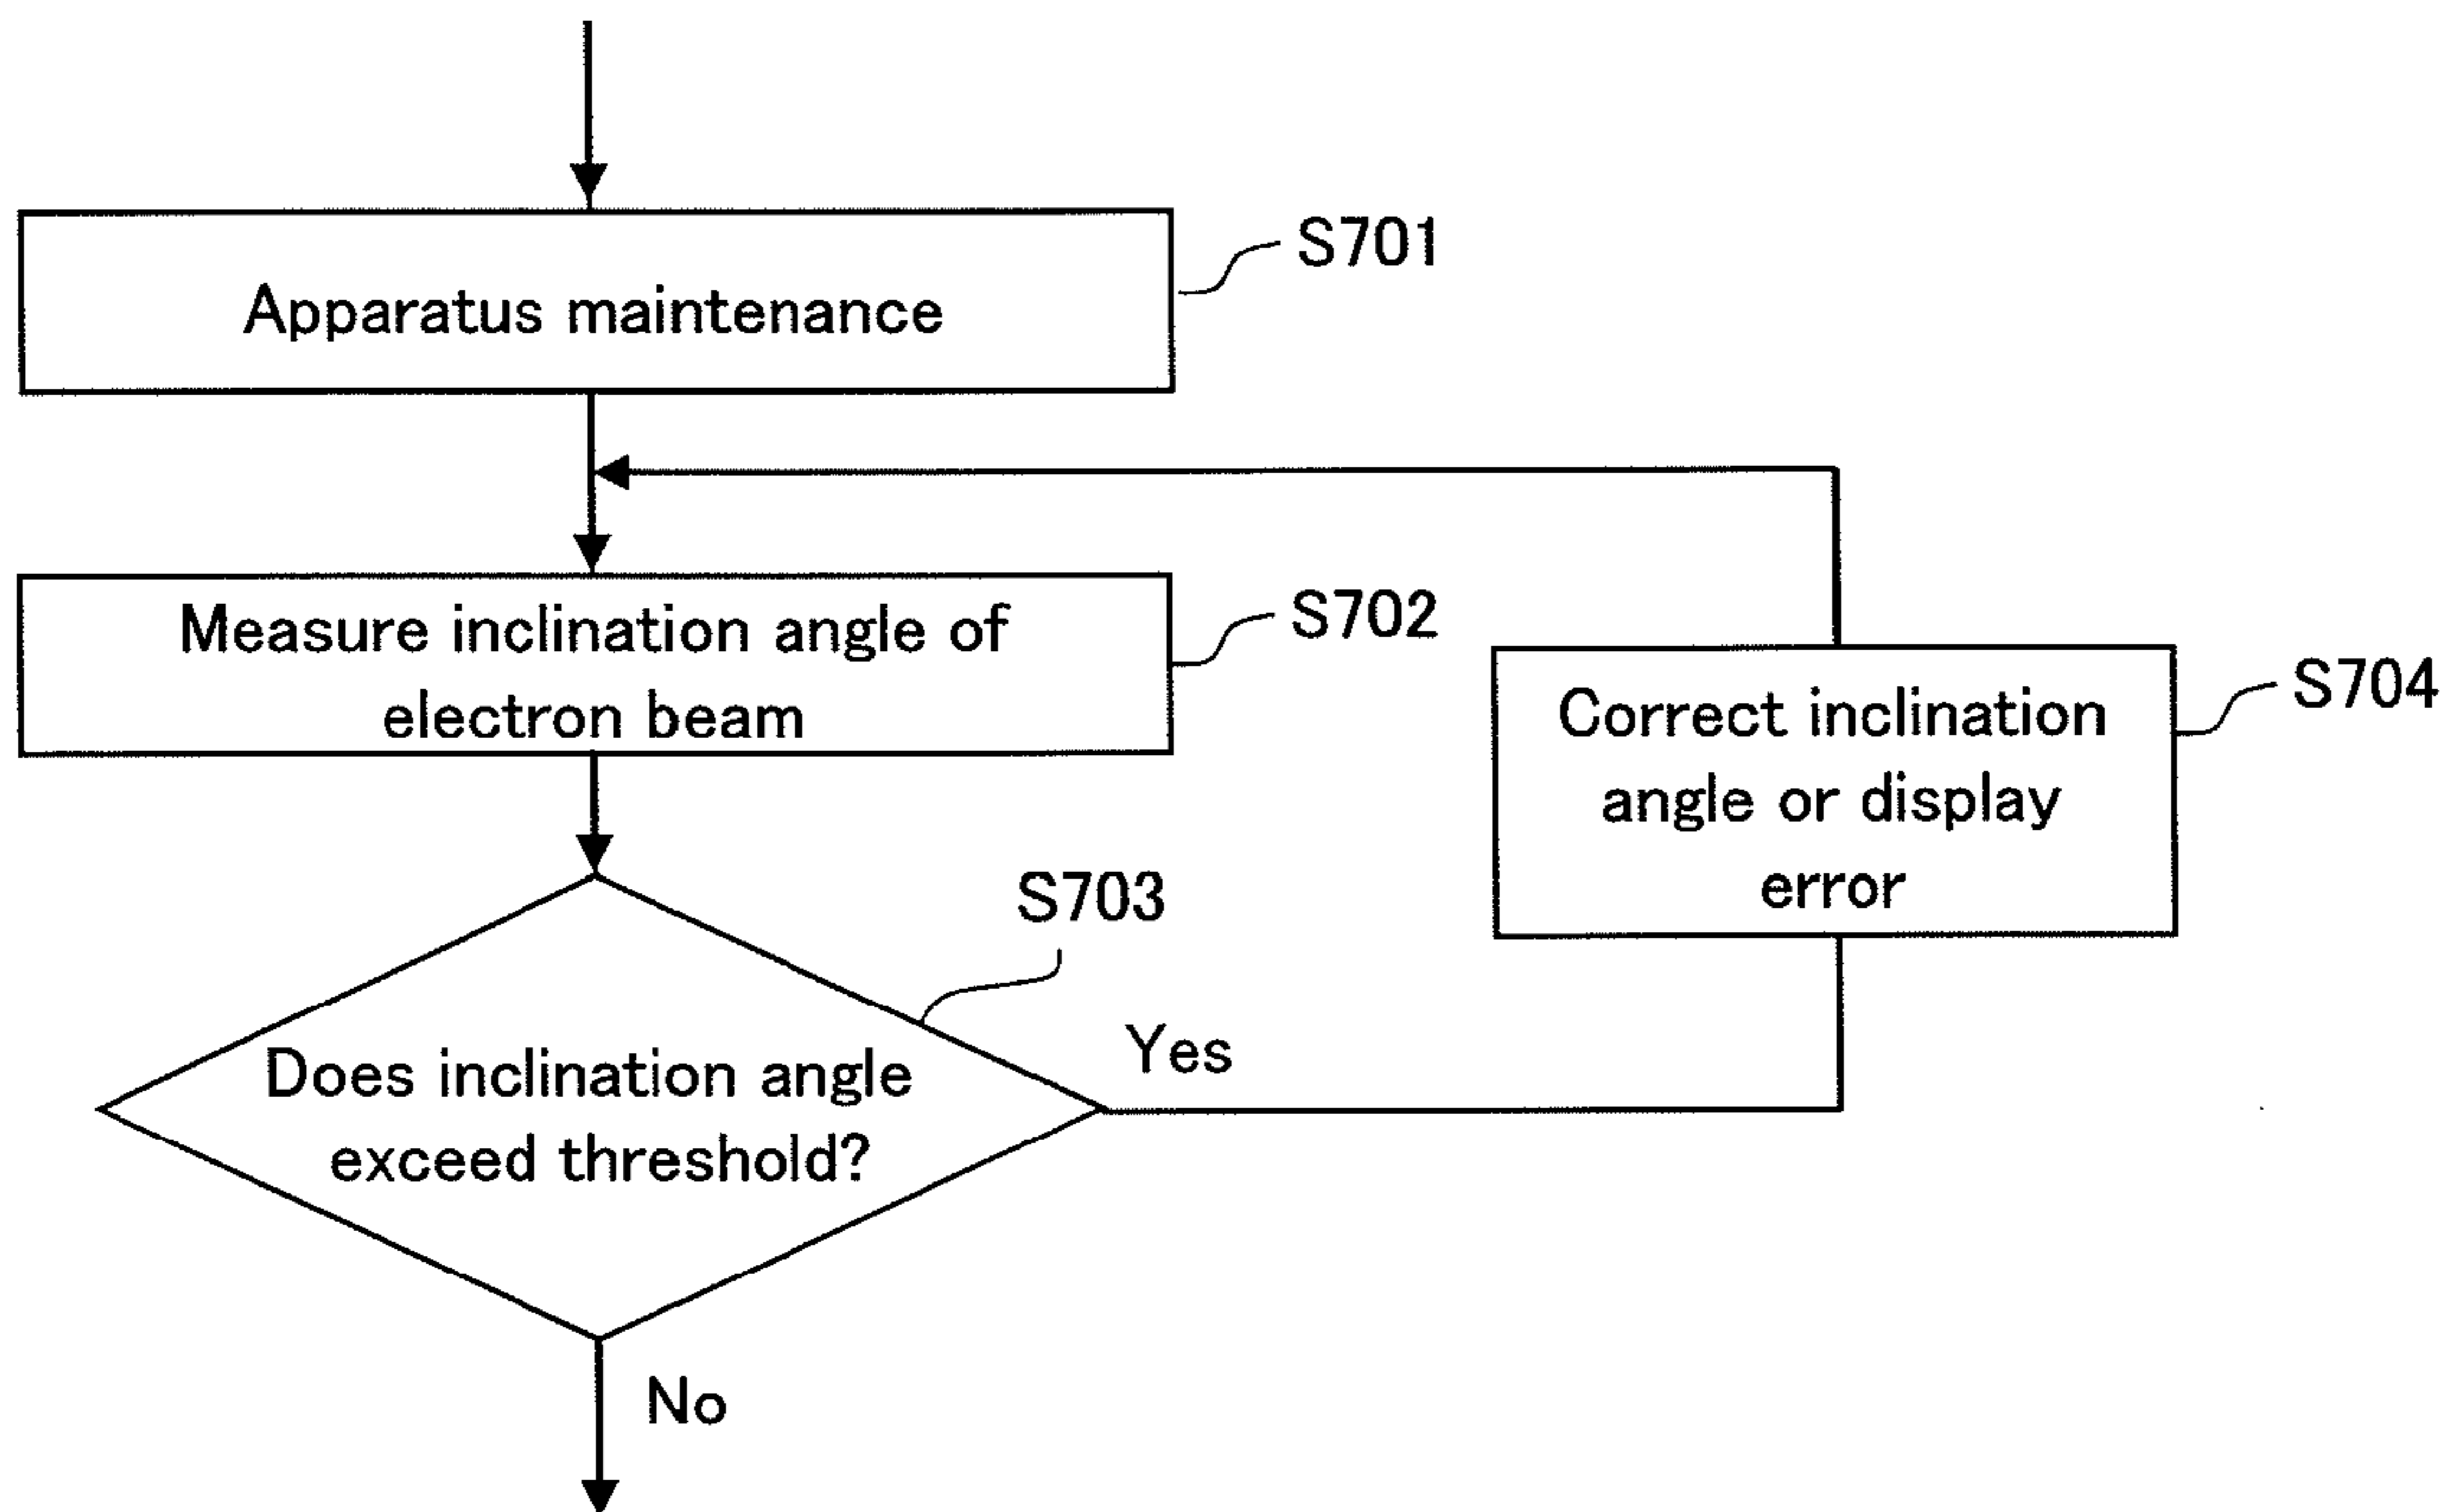 S701
Apparatus maintenance
S702
Measure inclination angle of
electron beam
S704
Correct inclination
angle or display
error
S703
Does inclination angle
exceed threshold?
Yes
No